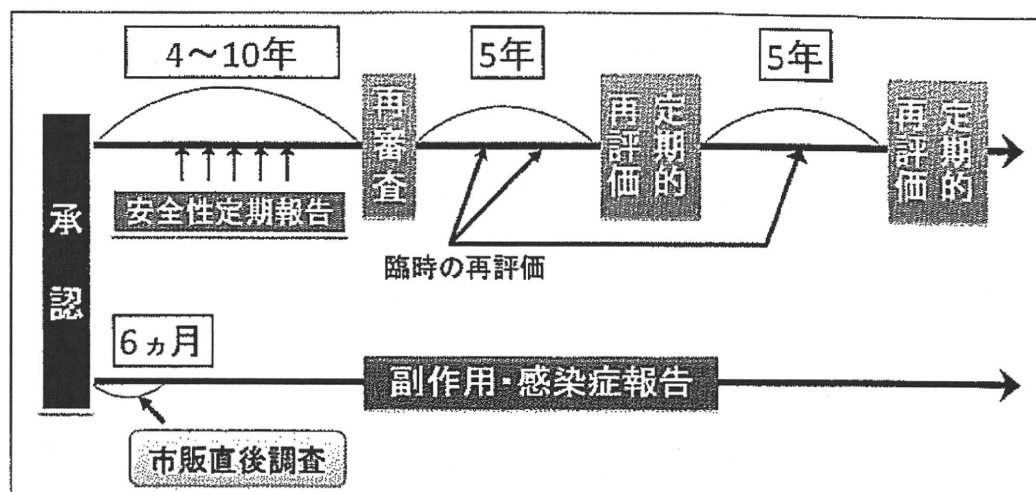 4～10年
5年
5年
承認
再審査
定期的
再評価
定期的
再評価
安全性定期報告
臨時の再評価
6ヵ月
副作用・感染症報告
市販直後調査